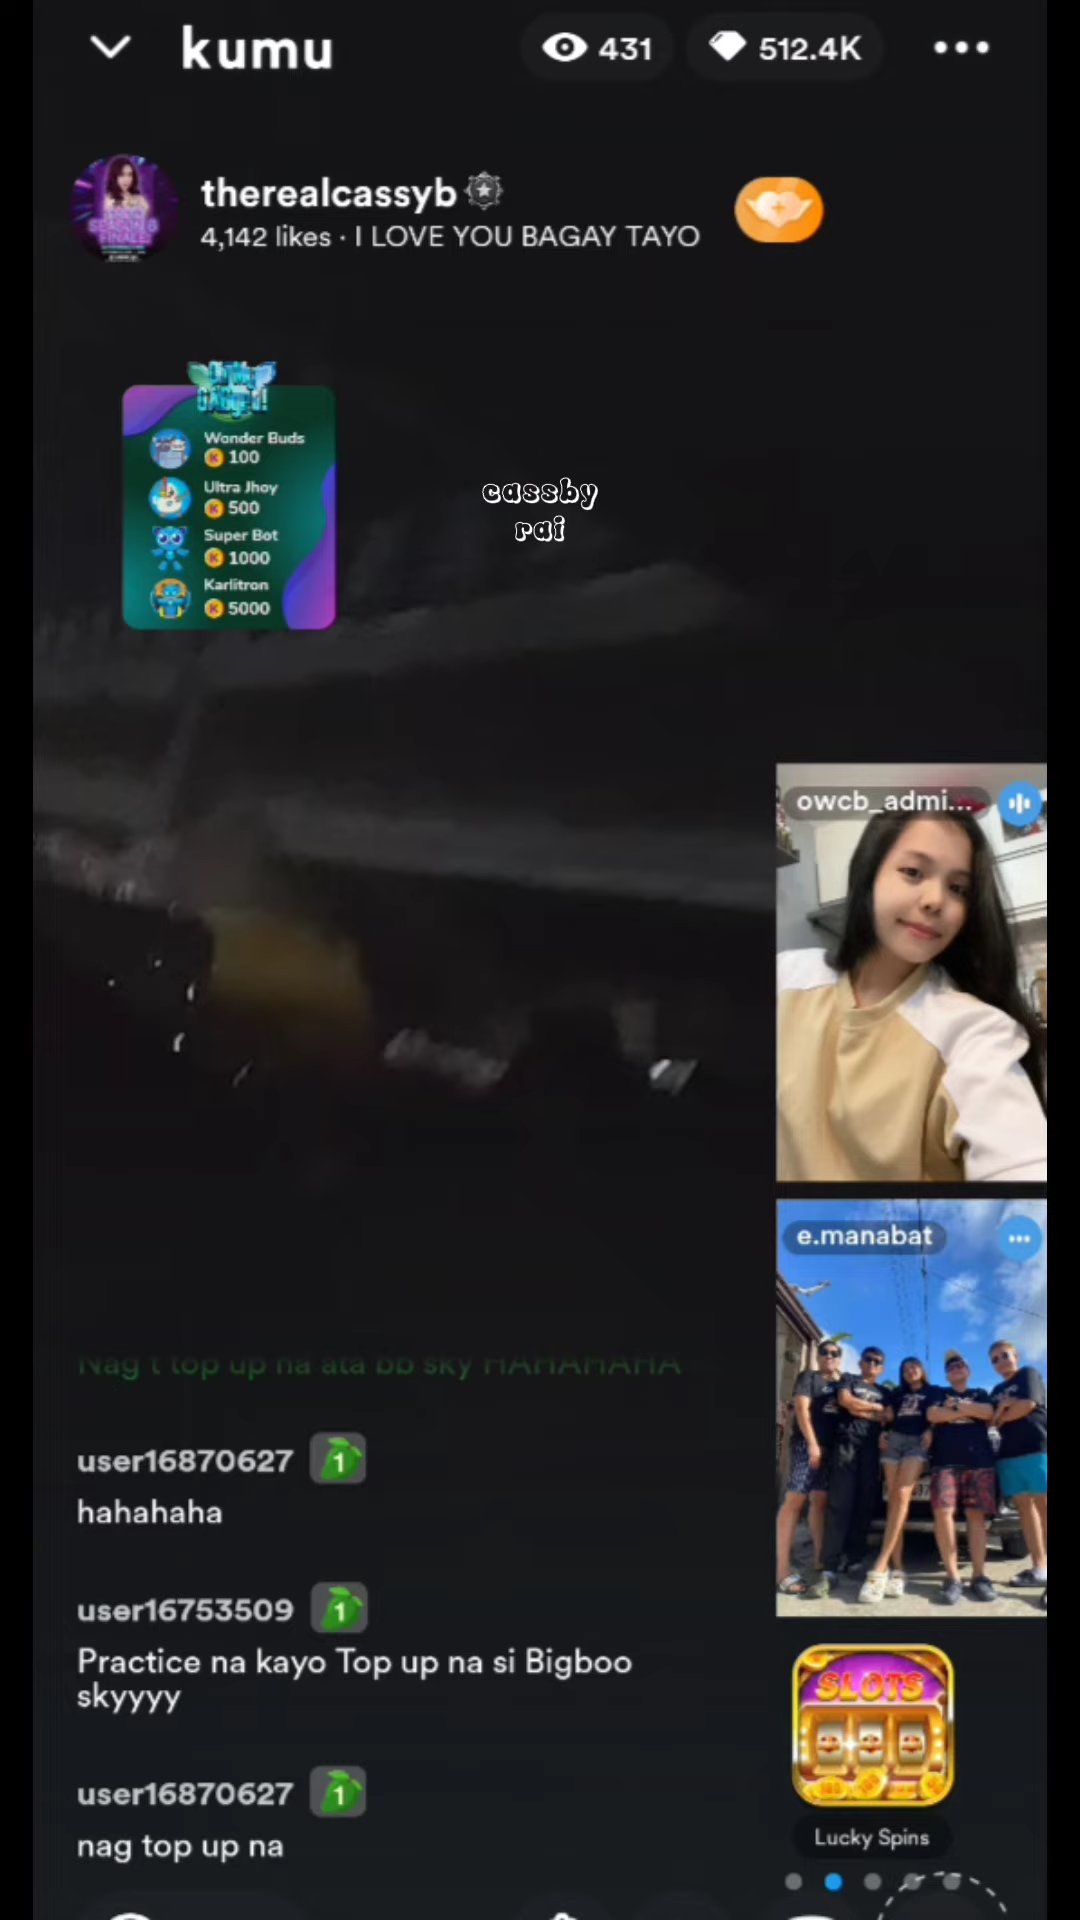 kumu
431
512.4K
therealcassyb
4,142 likes · I LOVE YOU BAGAY TAYO
Wonder Buds
100
Ultra Jhoy
500
Super Bot
1000
Karlitron
5000
cassby
rai
owcb_admi...
e.manabat
Nag t top up na ata bb sky HAHAHAHA
user16870627 1
hahahaha
user16753509 1
Practice na kayo Top up na si Bigboo
skyyyy
user16870627 1
nag top up na
SLOTS
Lucky Spins